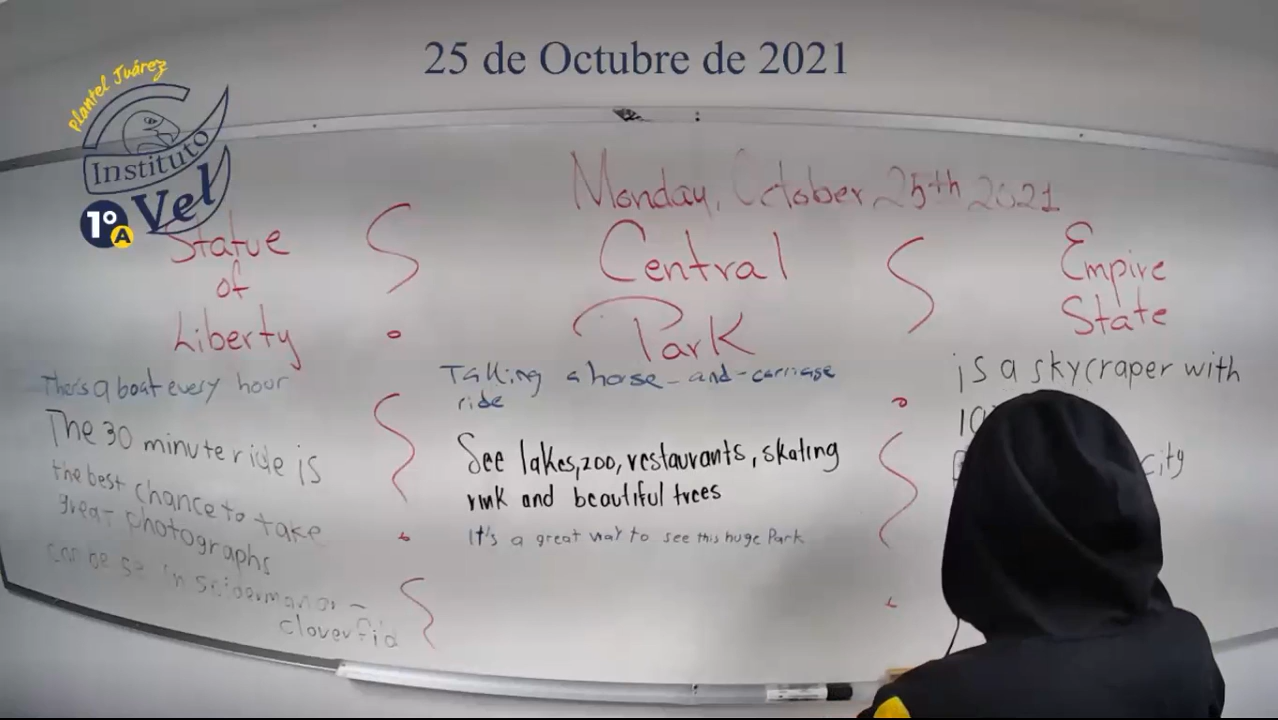 25 de Octubre de 2021
Plantel Juárez
Instituto
Vel
1° A
Monday, October 25th 2021
Statue
of
Liberty
There's a boat every hour
The 30 minute ride is
the best chance to take
great photographs
can be in
cloverfid
Central
Park
Talking a horse-and-carriage
ride
See lakes, zoo, restaurants, skating
rink and beautiful trees
It's a great way to see this huge Park
Empire
State
is a skycraper with
city